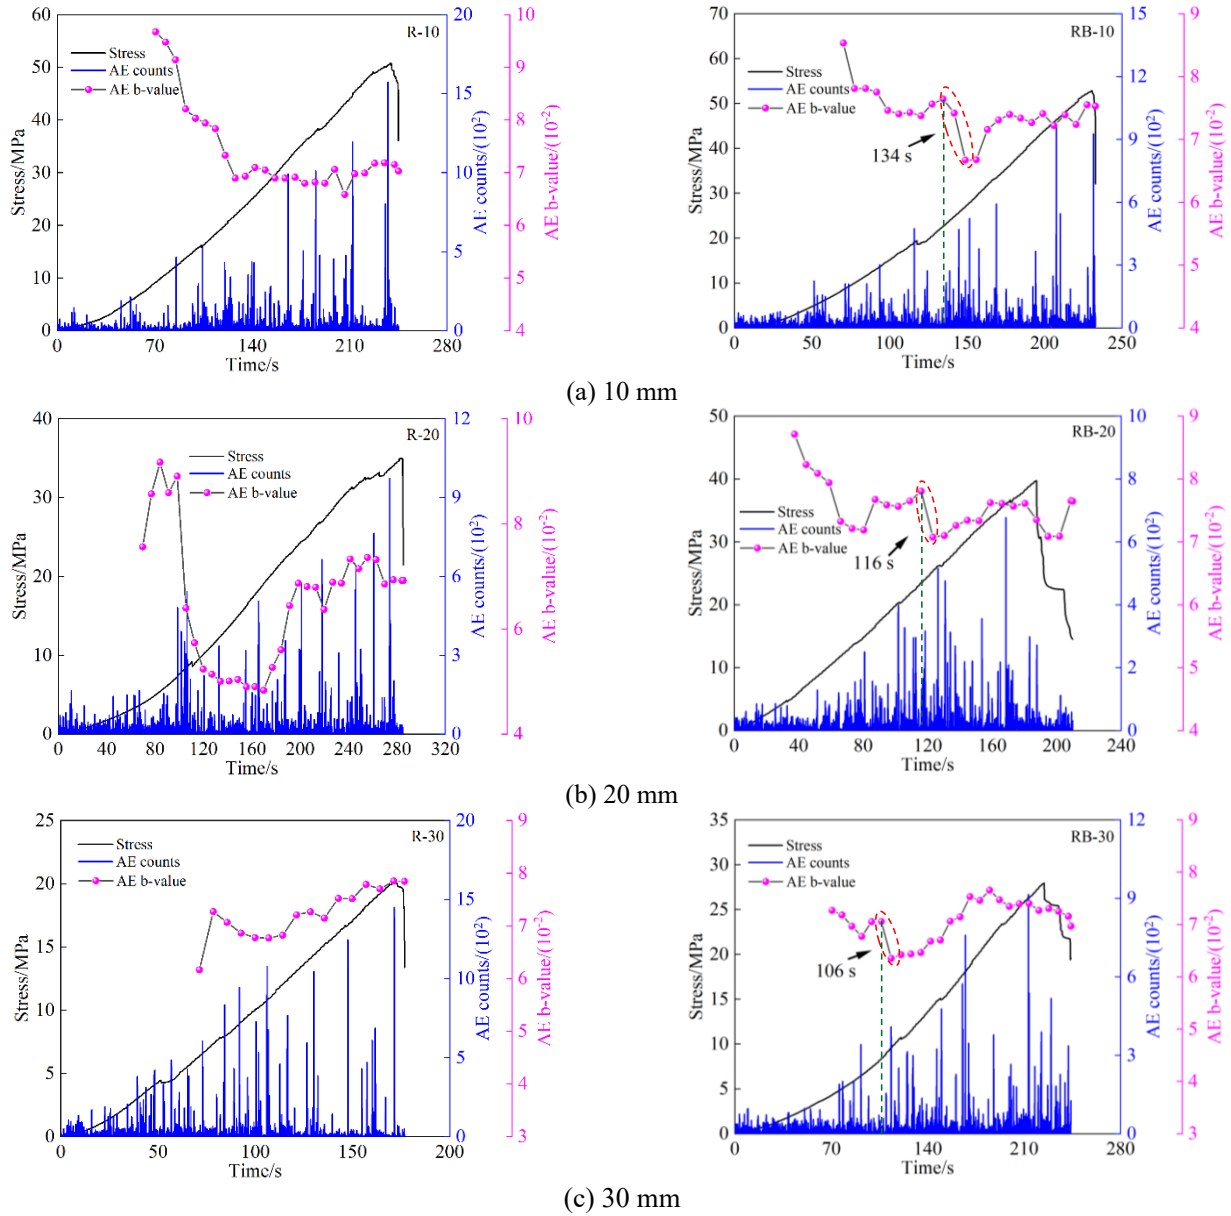 R-10
Stress
AE counts
AE b-value
Stress/MPa
60
50
40
30
20
10
0
0 70 140 210 280
Time/s
20
15
10
5
0
AE counts/(10²)
10
9
8
7
6
5
4
AE b-value/(10⁻²)
RB-10
Stress
AE counts
AE b-value
134 s
Stress/MPa
70
60
50
40
30
20
10
0
0 50 100 150 200 250
Time/s
15
12
9
6
3
0
AE counts/(10²)
9
8
7
6
5
4
AE b-value/(10⁻²)
(a) 10 mm
R-20
Stress
AE counts
AE b-value
Stress/MPa
40
30
20
10
0
0 40 80 120 160 200 240 280 320
Time/s
12
9
6
3
0
AE counts/(10²)
10
8
6
4
AE b-value/(10⁻²)
RB-20
Stress
AE counts
AE b-value
116 s
Stress/MPa
50
40
30
20
10
0
0 40 80 120 160 200 240
Time/s
10
8
6
4
2
0
AE counts/(10²)
9
8
7
6
5
4
AE b-value/(10⁻²)
(b) 20 mm
R-30
Stress
AE counts
AE b-value
Stress/MPa
25
20
15
10
5
0
0 50 100 150 200
Time/s
20
15
10
5
0
AE counts/(10²)
9
8
7
6
5
4
3
AE b-value/(10⁻²)
RB-30
Stress
AE counts
AE b-value
106 s
Stress/MPa
35
30
25
20
15
10
5
0
0 70 140 210 280
Time/s
12
9
6
3
0
AE counts/(10²)
9
8
7
6
5
4
3
AE b-value/(10⁻²)
(c) 30 mm